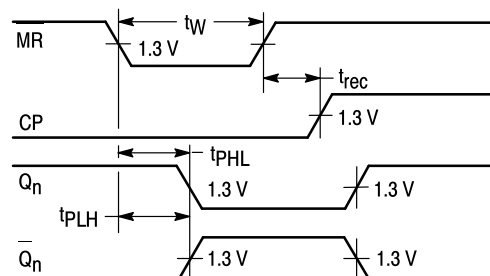 tW
MR
1.3 V
trec
CP
1.3 V
tPHL
Qn
1.3 V
1.3 V
tPLH
Q̅n
1.3 V
1.3 V